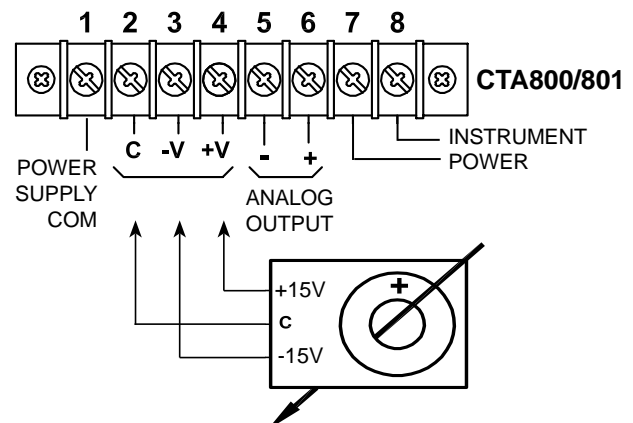 1 2 3 4 5 6 7 8
CTA800/801
C -V +V - +
INSTRUMENT
POWER
POWER
SUPPLY
COM
ANALOG
OUTPUT
+
+15V
C
-15V